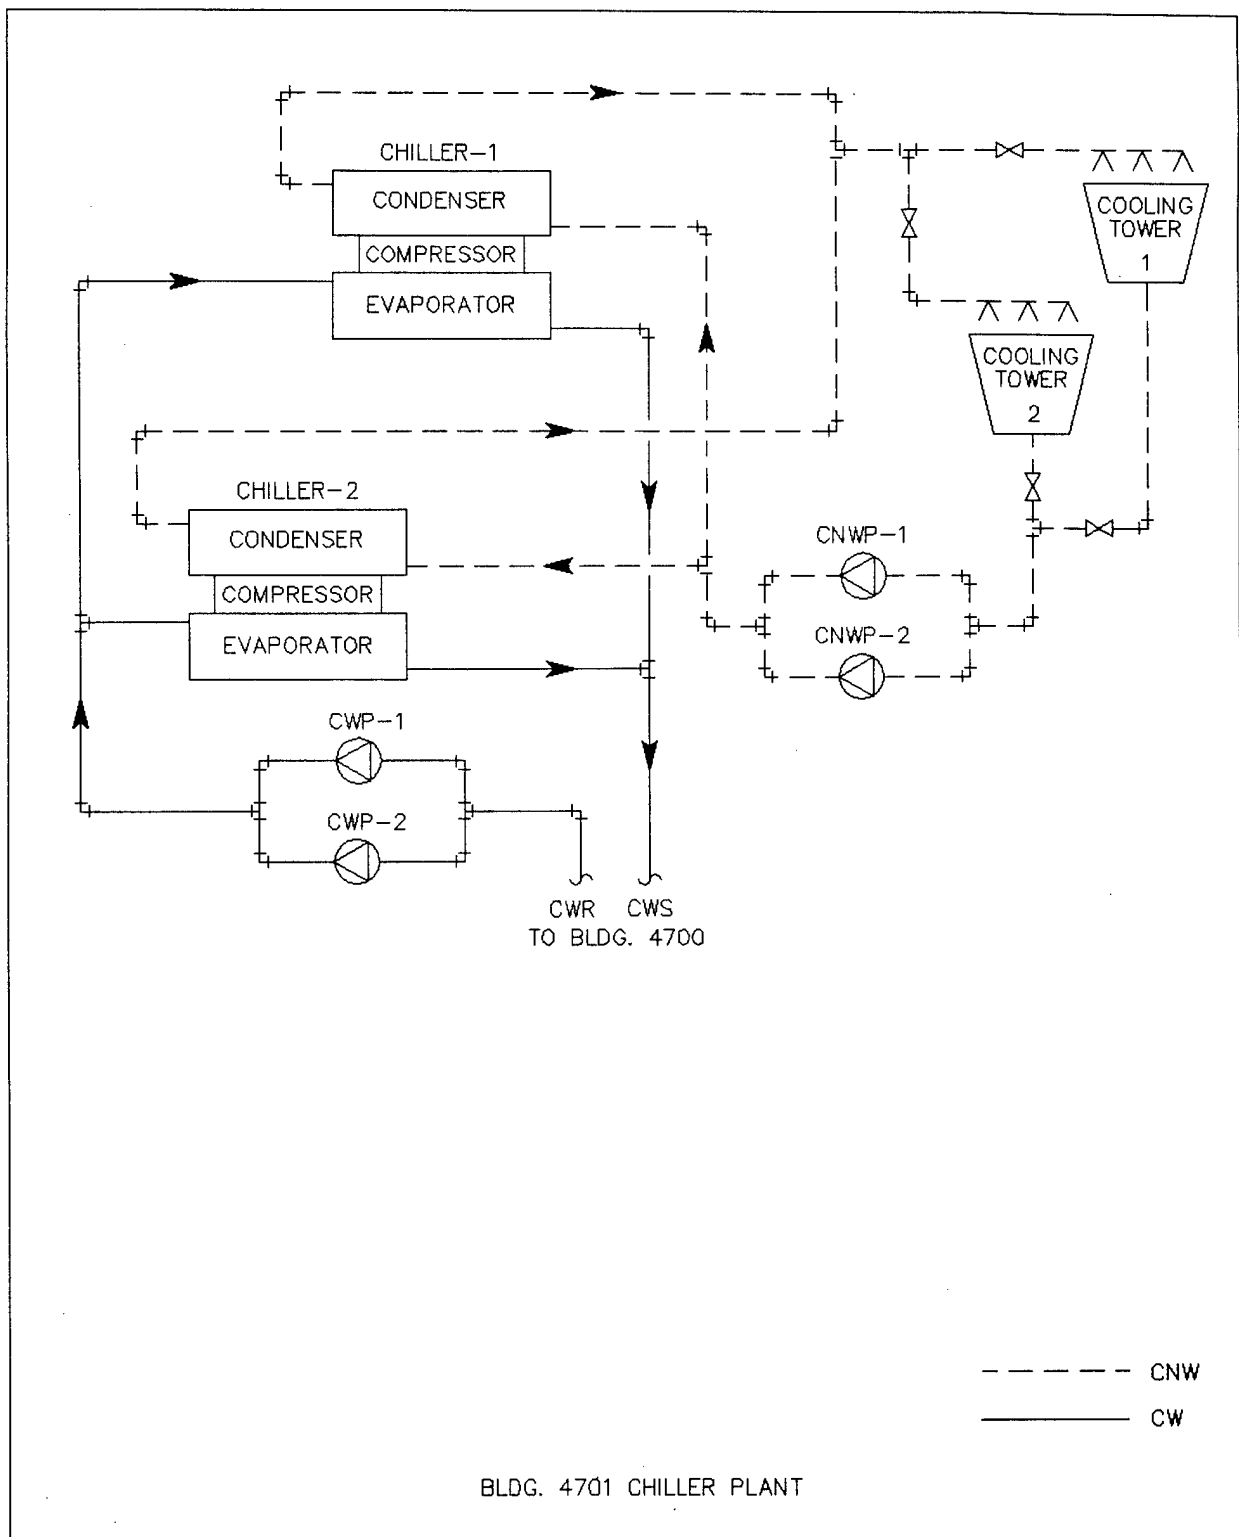 CHILLER-1
CONDENSER
COMPRESSOR
EVAPORATOR
COOLING
TOWER
1
COOLING
TOWER
2
CHILLER-2
CONDENSER
COMPRESSOR
EVAPORATOR
CNWP-1
CNWP-2
CWP-1
CWP-2
CWR CWS
TO BLDG. 4700
CNW
CW
BLDG. 4701 CHILLER PLANT